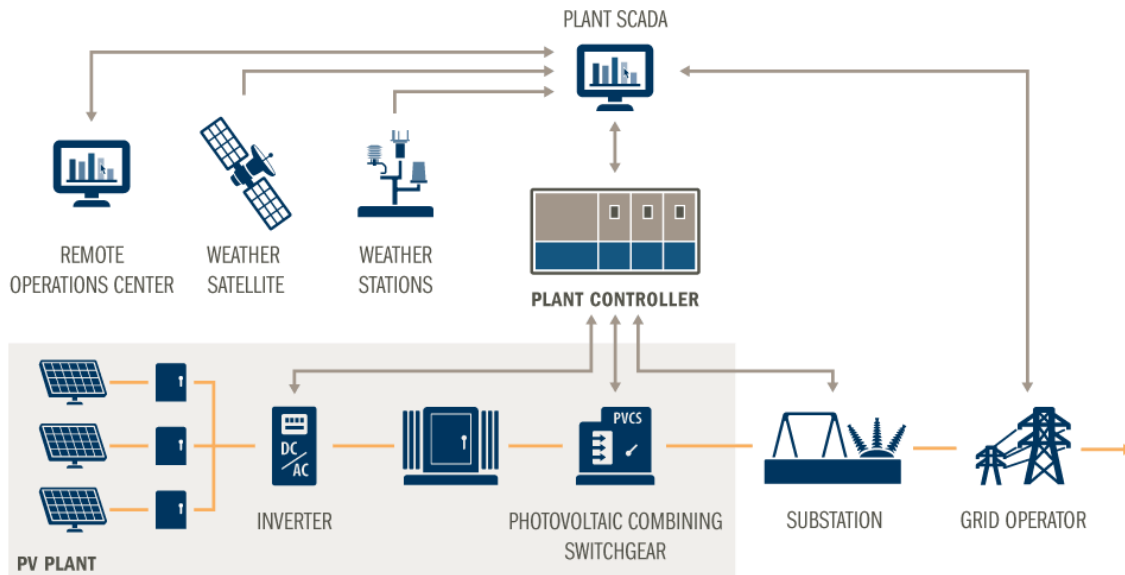 PLANT SCADA
REMOTE
OPERATIONS CENTER
WEATHER
SATELLITE
WEATHER
STATIONS
PLANT CONTROLLER
DC
AC
PVCS
INVERTER
PHOTOVOLTAIC COMBINING
SWITCHGEAR
SUBSTATION
GRID OPERATOR
PV PLANT